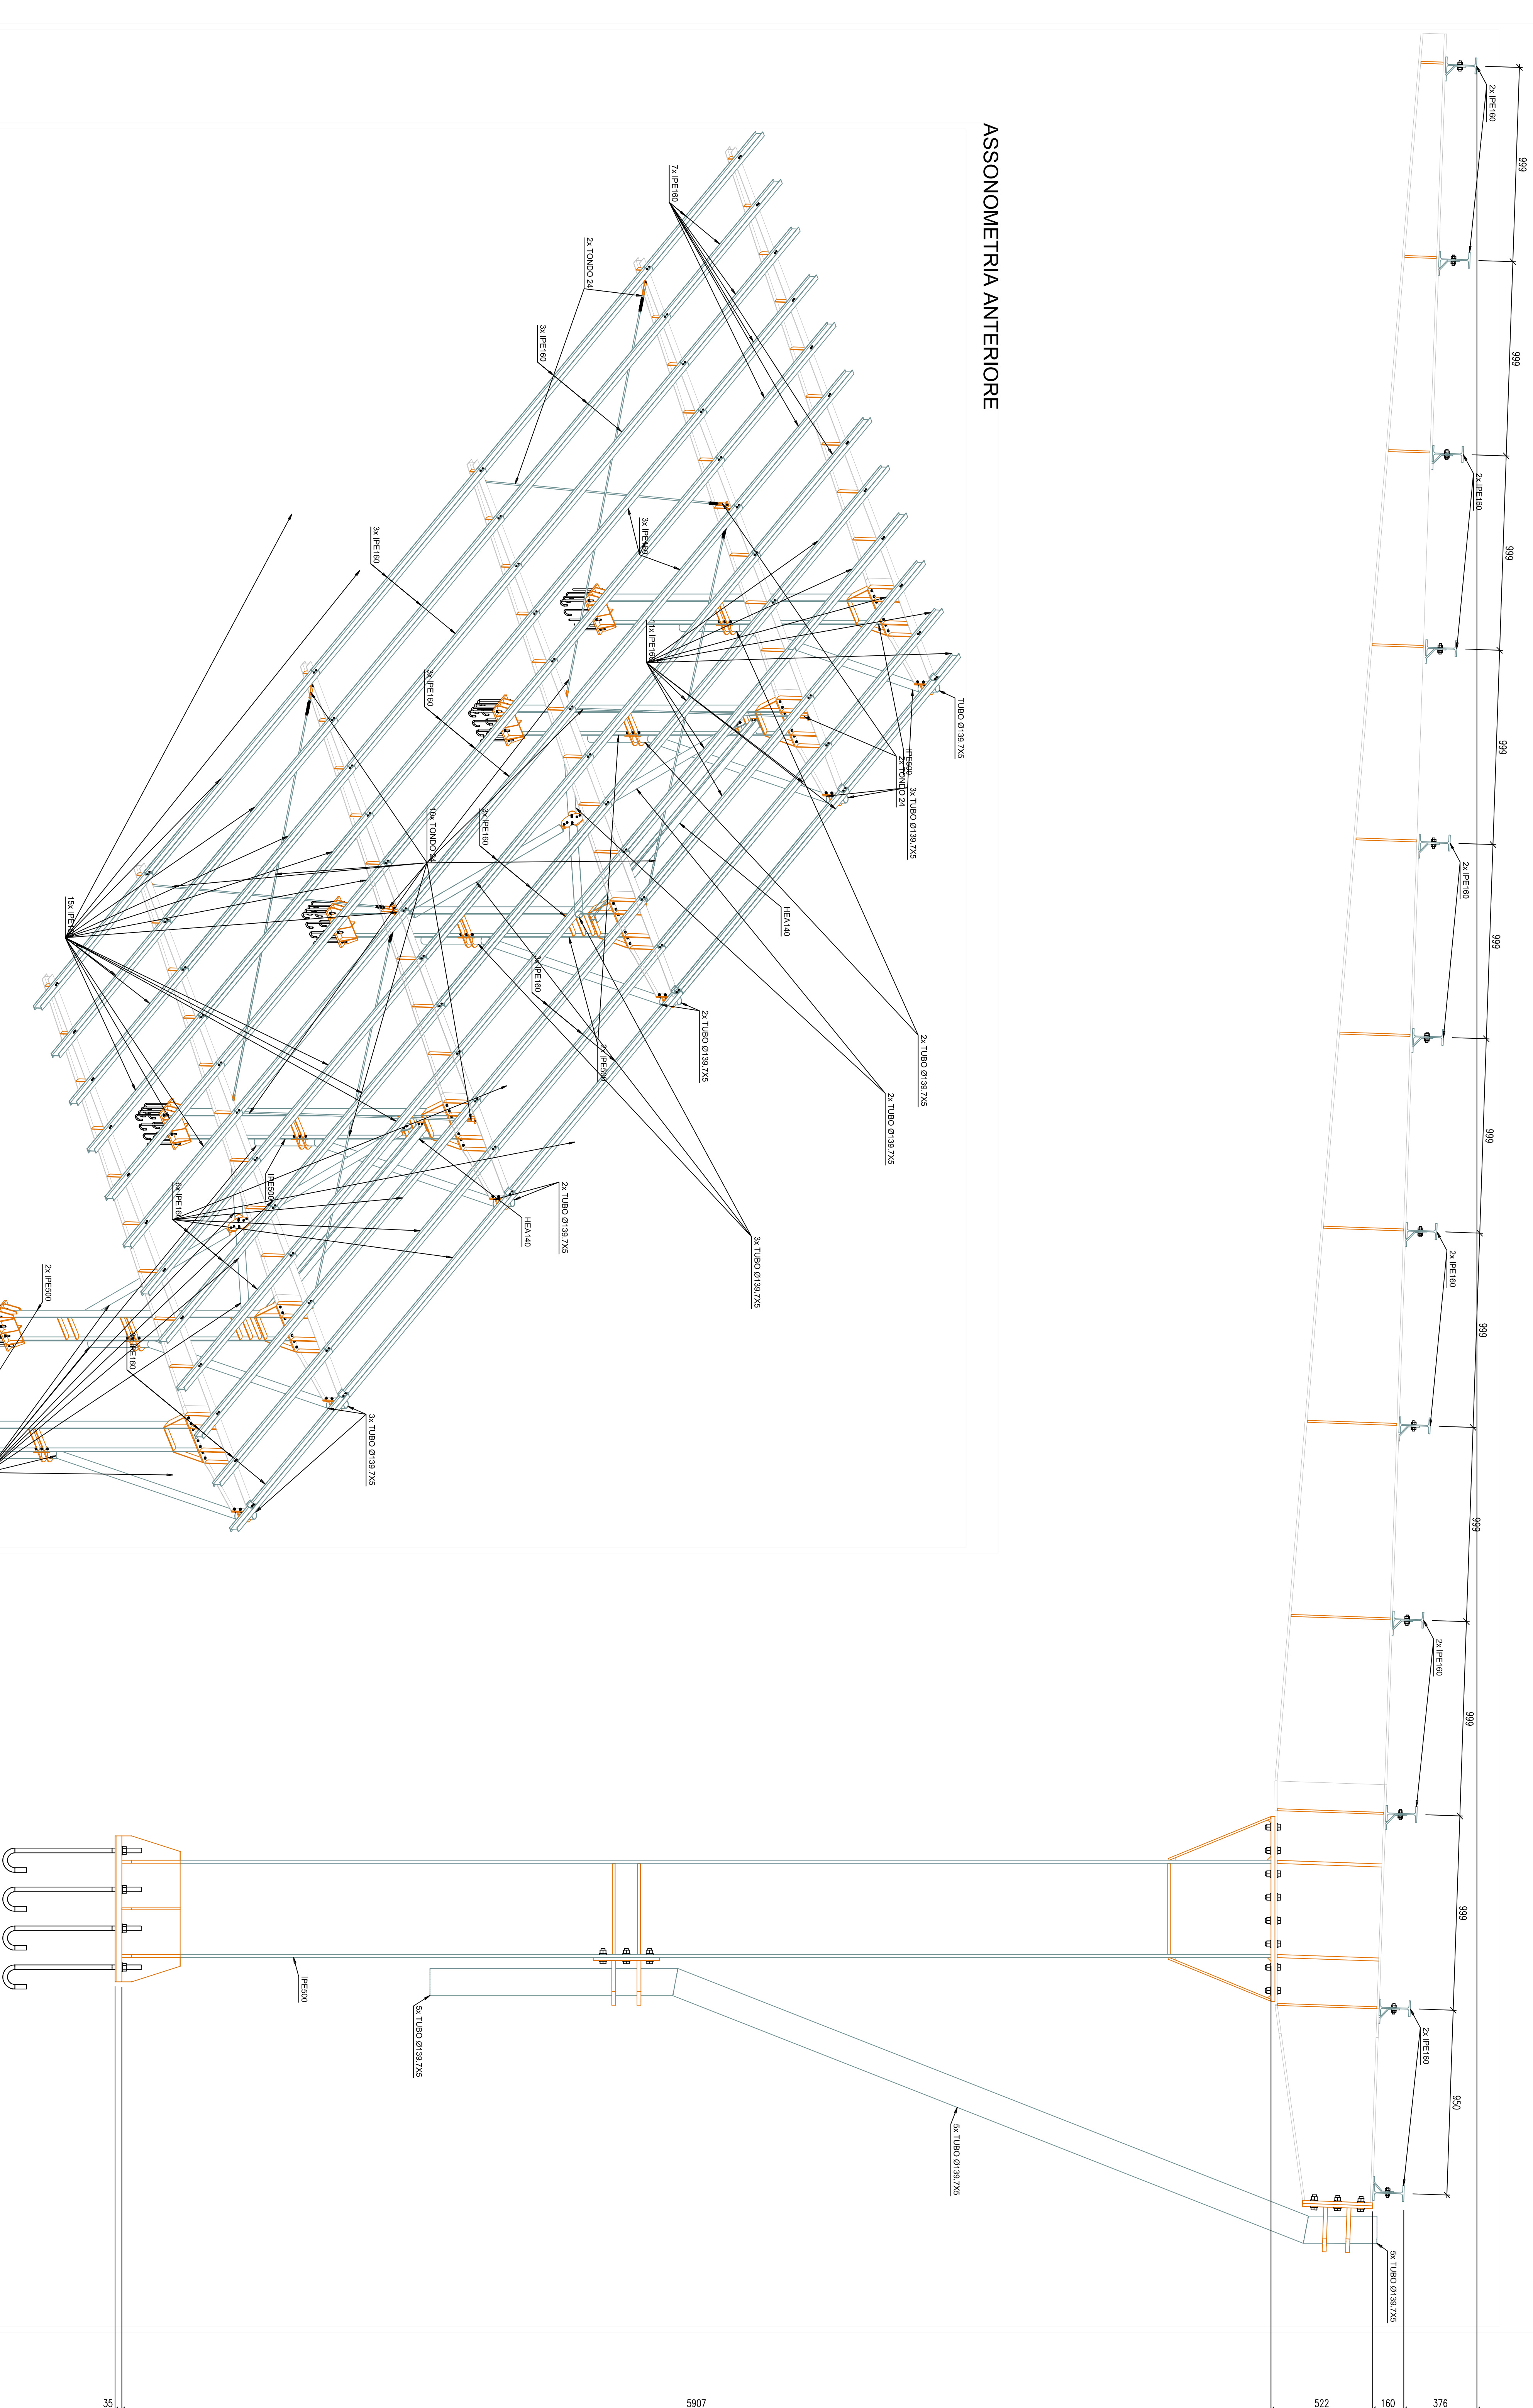 999
999
999
999
999
999
999
999
999
999
950
2x IPE160
2x IPE160
2x IPE160
2x IPE160
2x IPE160
2x IPE160
5x TUBO Ø139.7X5
5x TUBO Ø139.7X5
5x TUBO Ø139.7X5
IPE500
376
160
522
5907
35
ASSONOMETRIA ANTERIORE
TUBO Ø139.7X5
2x TUBO Ø139.7X5
3x TUBO Ø139.7X5
IPE500
2x TONDO 24
2x TUBO Ø139.7X5
HEA140
3x TUBO Ø139.7X5
2x TUBO Ø139.7X5
7x IPE160
11x IPE160
3x IPE160
2x IPE500
2x TONDO 24
2x TUBO Ø139.7X5
3x IPE160
3x IPE160
HEA140
3x IPE160
3x IPE160
10x TONDO 24
3x IPE160
3x TUBO Ø139.7X5
IPE500
6x IPE160
3x IPE160
15x IPE160
2x IPE500